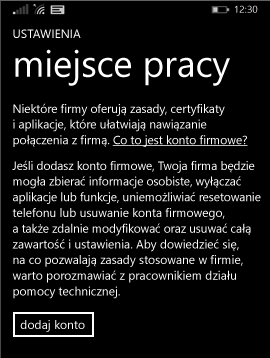 12:30
USTAWIENIA
miejsce pracy
Niektóre firmy oferują zasady, certyfikaty
i aplikacje, które ułatwiają nawiązanie
połączenia z firmą. Co to jest konto firmowe?
Jeśli dodasz konto firmowe, Twoja firma będzie
mogła zbierać informacje osobiste, wyłączać
aplikacje lub funkcje, uniemożliwiać resetowanie
telefonu lub usuwanie konta firmowego,
a także zdalnie modyfikować oraz usuwać całą
zawartość i ustawienia. Aby dowiedzieć się,
na co pozwalają zasady stosowane w firmie,
warto porozmawiać z pracownikiem działu
pomocy technicznej.
dodaj konto